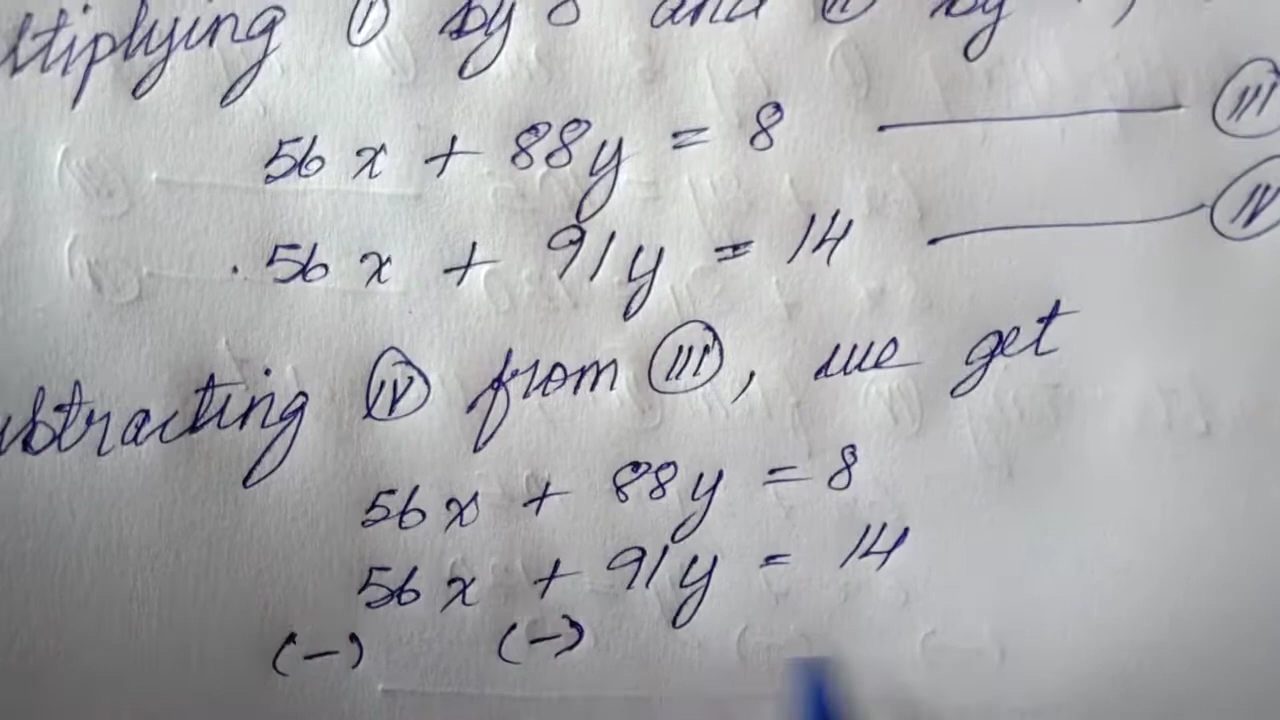 ltiplying (i) by 8 and (ii) by
56x + 88y = 8 ——— (iii)
56x + 91y = 14 ——— (iv)
ubtracting (iv) from (iii), we get
56x + 88y = 8
56x + 91y = 14
(-) (-)